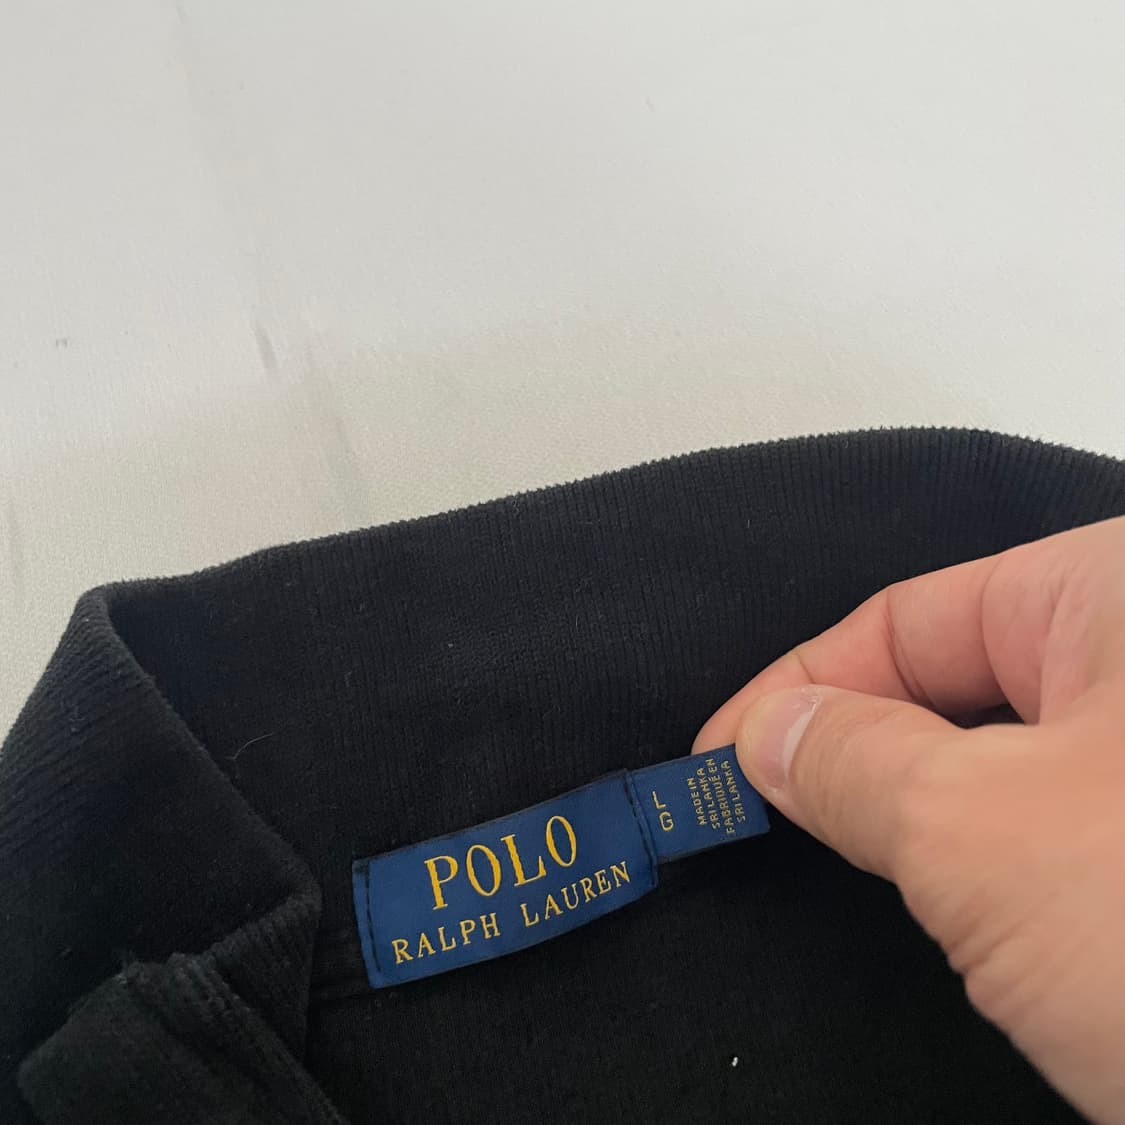 POLO
RALPH LAUREN
L
G
MADE IN
SRI LANKA
FABRIQUÉ EN
SRI LANKA